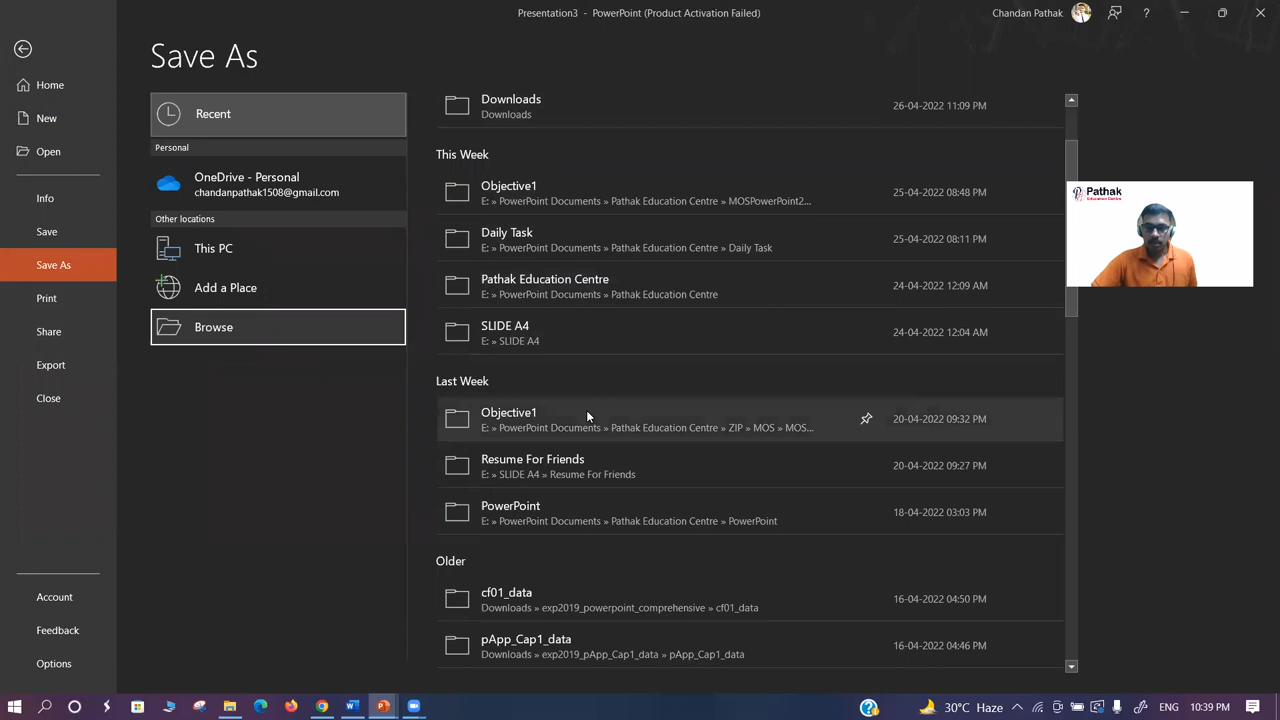 Presentation3 - PowerPoint (Product Activation Failed)
Chandan Pathak
?
Save As
Home
New
Open
Info
Save
Save As
Print
Share
Export
Close
Account
Feedback
Options
Recent
Personal
OneDrive - Personal
chandanpathak1508@gmail.com
Other locations
This PC
Add a Place
Browse
Downloads
Downloads
26-04-2022 11:09 PM
This Week
Objective1
E: » PowerPoint Documents » Pathak Education Centre » MOSPowerPoint2...
25-04-2022 08:48 PM
Daily Task
E: » PowerPoint Documents » Pathak Education Centre » Daily Task
25-04-2022 08:11 PM
Pathak Education Centre
E: » PowerPoint Documents » Pathak Education Centre
24-04-2022 12:09 AM
SLIDE A4
E: » SLIDE A4
24-04-2022 12:04 AM
Last Week
Objective1
E: » PowerPoint Documents » Pathak Education Centre » ZIP » MOS » MOS...
20-04-2022 09:32 PM
Resume For Friends
E: » SLIDE A4 » Resume For Friends
20-04-2022 09:27 PM
PowerPoint
E: » PowerPoint Documents » Pathak Education Centre » PowerPoint
18-04-2022 03:03 PM
Older
cf01_data
Downloads » exp2019_powerpoint_comprehensive » cf01_data
16-04-2022 04:50 PM
pApp_Cap1_data
Downloads » exp2019_pApp_Cap1_data » pApp_Cap1_data
16-04-2022 04:46 PM
Pathak
Education Centre
30°C Haze
ENG
10:39 PM